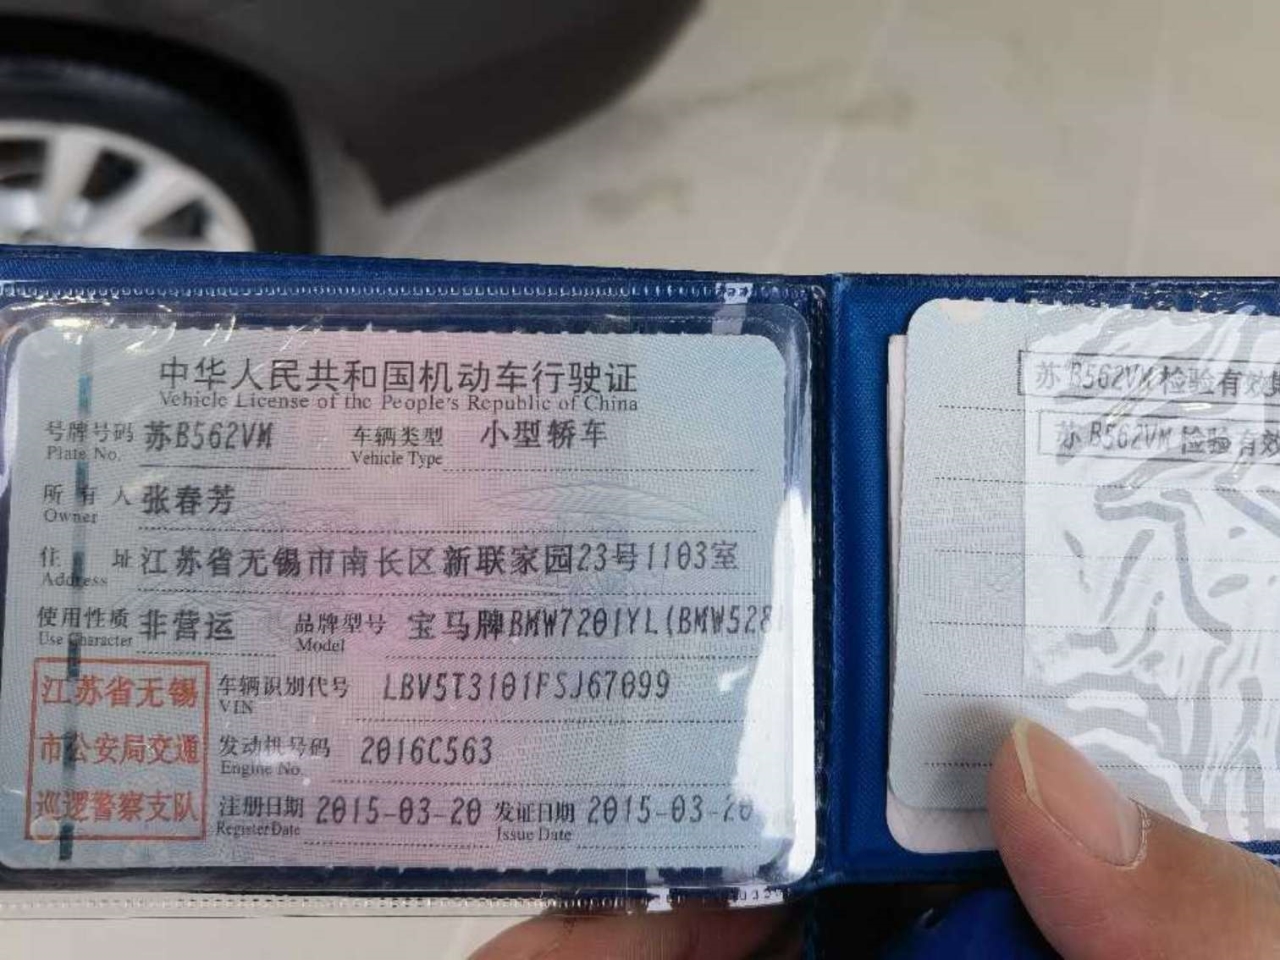 中华人民共和国机动车行驶证
Vehicle License of the People's Republic of China
号牌号码 苏B562VM 车辆类型 小型轿车
Plate No. Vehicle Type
所有人 张春芳
Owner
住址 江苏省无锡市南长区新联家园23号1103室
Address
使用性质 非营运 品牌型号 宝马牌BMW7201YL(BMW528
Use Character Model
江苏省无锡
市公安局交通
巡逻警察支队
车辆识别代号 LBV5T3101FSJ67099
VIN
发动机号码 2016C563
Engine No.
注册日期 2015-03-20 发证日期 2015-03-20
Register Date Issue Date
苏B562VM 检验有效
苏B562VM 检验有效